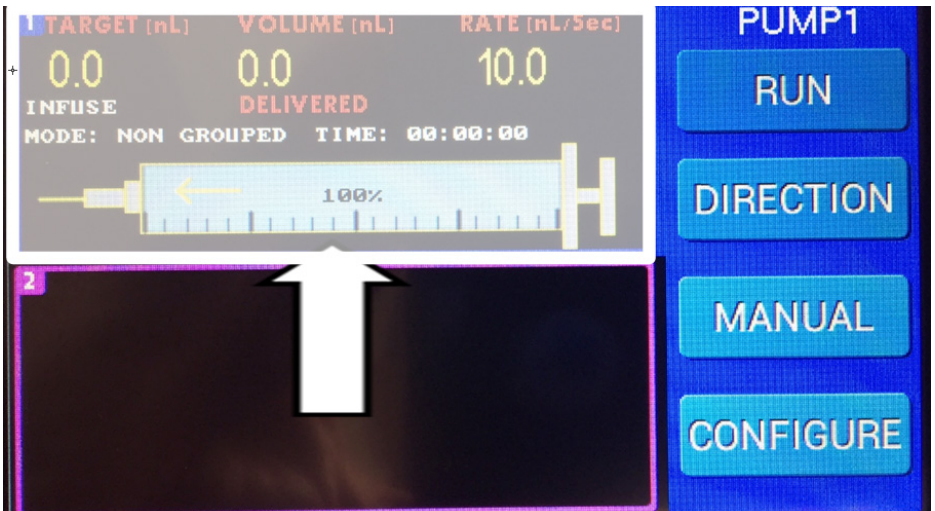 1 TARGET [nL] VOLUME [nL] RATE [nL/Sec]
0.0 0.0 10.0
INFUSE DELIVERED
MODE: NON GROUPED TIME: 00:00:00
100%
2
PUMP1
RUN
DIRECTION
MANUAL
CONFIGURE